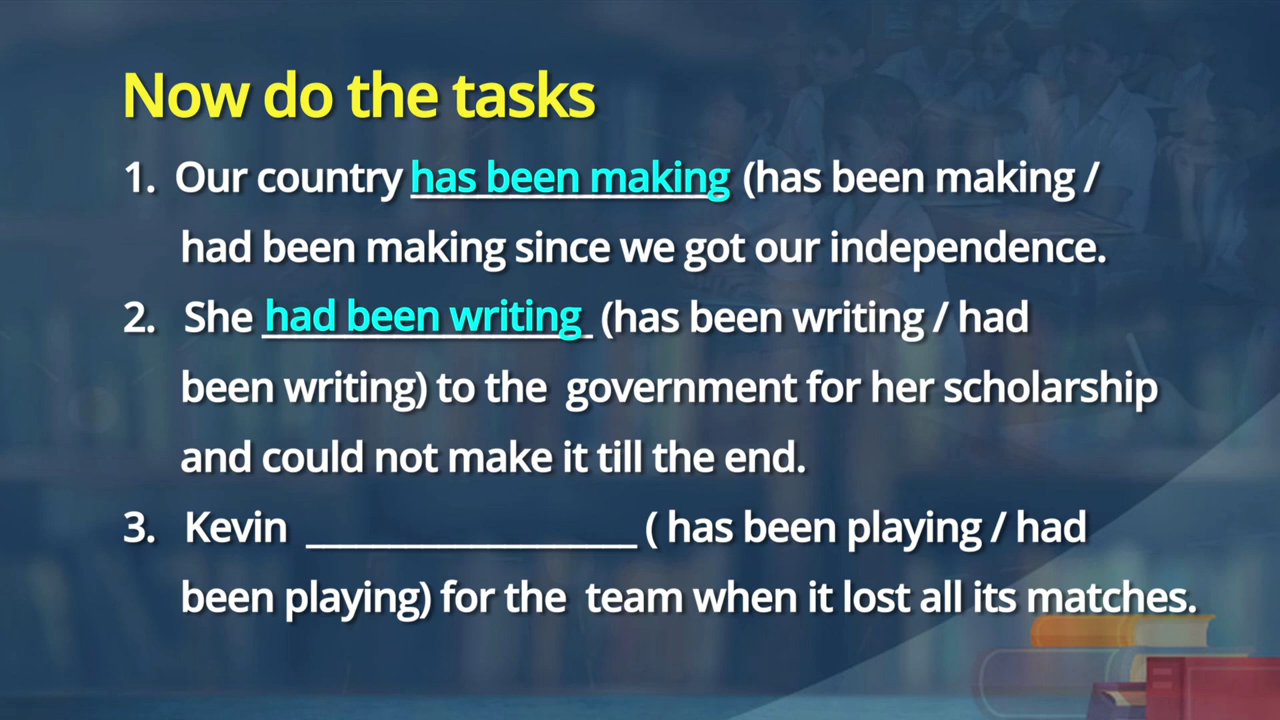 Now do the tasks
1. Our country has been making (has been making /
had been making since we got our independence.
2. She had been writing (has been writing / had
been writing) to the government for her scholarship
and could not make it till the end.
3. Kevin ________________ ( has been playing / had
been playing) for the team when it lost all its matches.